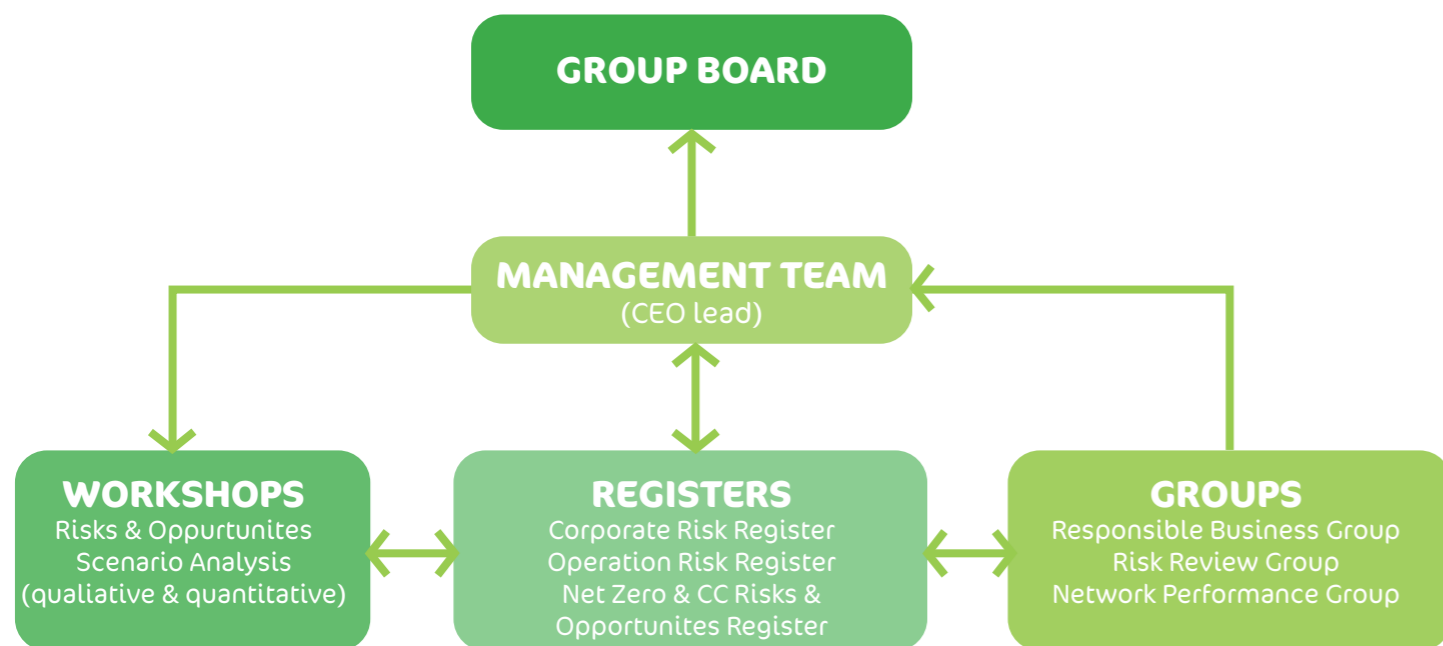 GROUP BOARD
MANAGEMENT TEAM
(CEO lead)
WORKSHOPS
Risks & Oppurtunites
Scenario Analysis
(qualiative & quantitative)
REGISTERS
Corporate Risk Register
Operation Risk Register
Net Zero & CC Risks &
Opportunites Register
GROUPS
Responsible Business Group
Risk Review Group
Network Performance Group